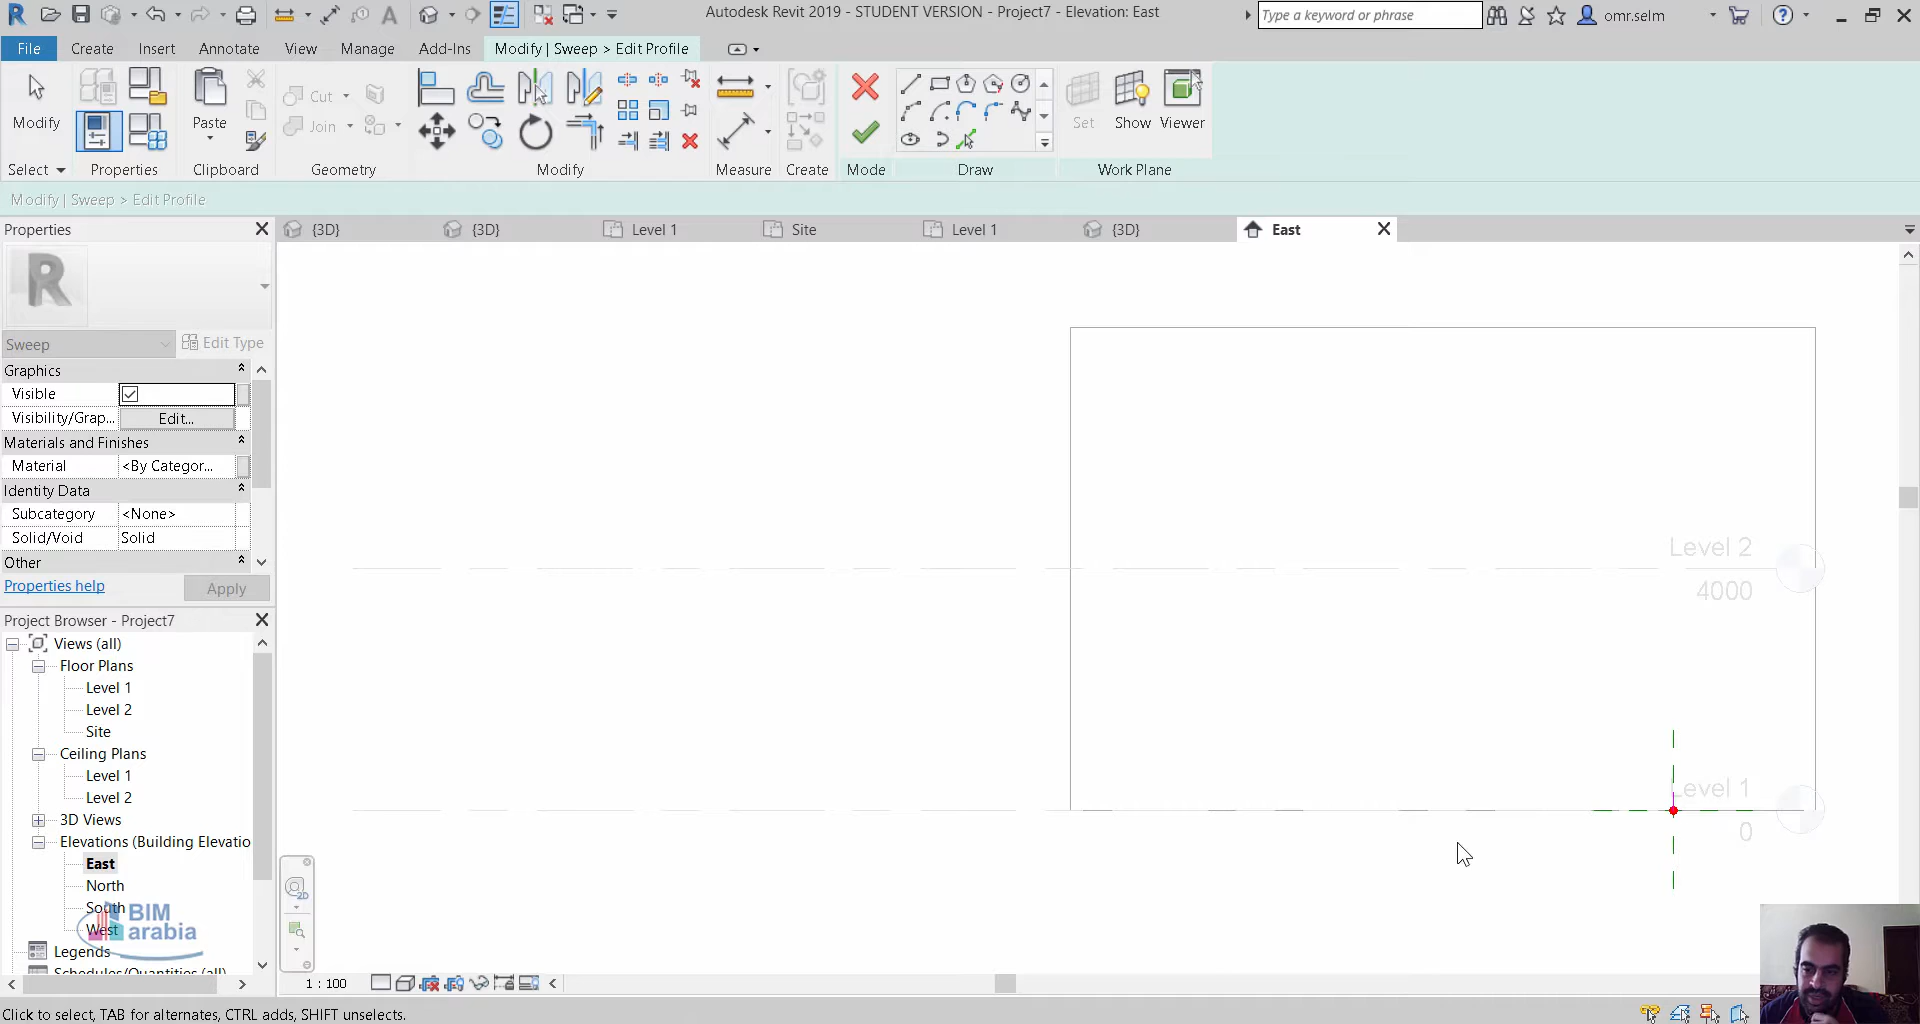 Autodesk Revit 2019 - STUDENT VERSION - Project7 - Elevation: East
Type a keyword or phrase
omr.selm
File Create Insert Annotate View Manage Add-Ins Modify | Sweep > Edit Profile
Modify
Paste
Cut
Join
Set Show Viewer
Select Properties Clipboard Geometry Modify Measure Create Mode Draw Work Plane
Modify | Sweep > Edit Profile
Properties
{3D} {3D} Level 1 Site Level 1 {3D} East
R
Sweep Edit Type
Graphics
Visible
Visibility/Grap... Edit...
Materials and Finishes
Material <By Categor...
Identity Data
Subcategory <None>
Solid/Void Solid
Other
Properties help Apply
Project Browser - Project7
Views (all)
Floor Plans
Level 1
Level 2
Site
Ceiling Plans
Level 1
Level 2
3D Views
Elevations (Building Elevatio
East
North
South
West
Legends
Schedules/Quantities (all)
BIM
arabia
Level 2
4000
Level 1
0
2D
1 : 100
Click to select, TAB for alternates, CTRL adds, SHIFT unselects.